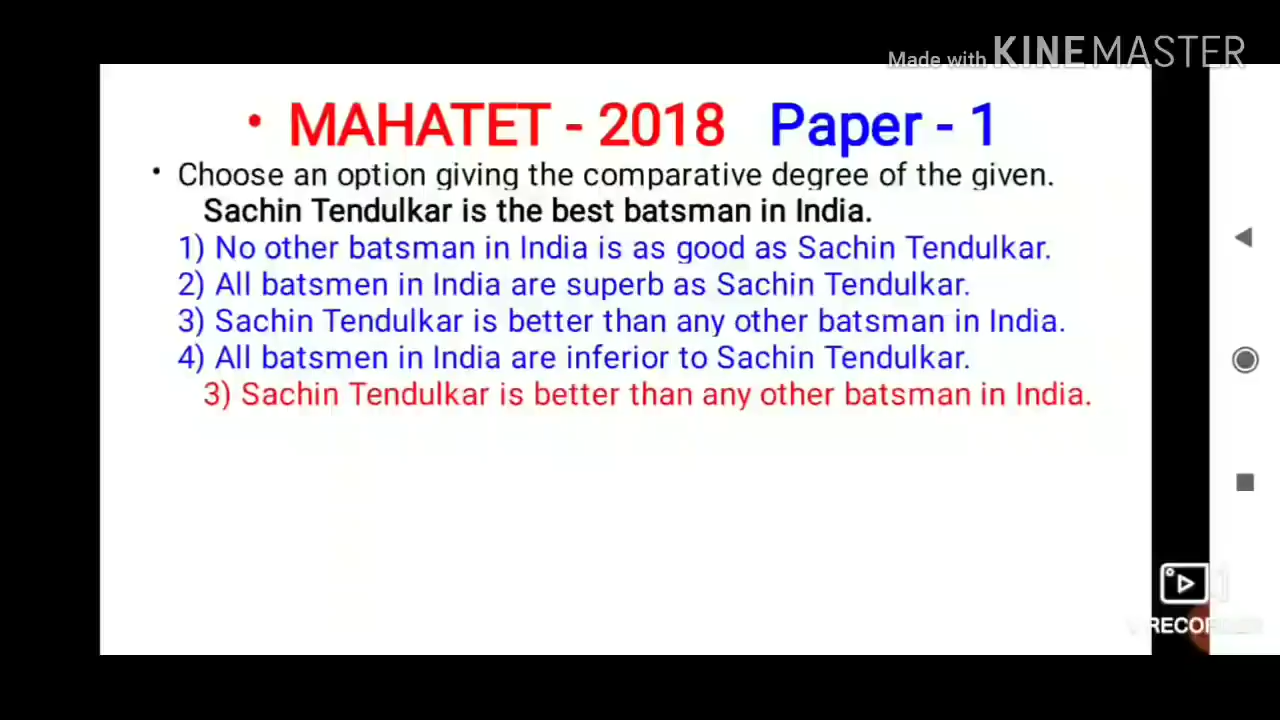 Made with KINEMASTER
• MAHATET - 2018 Paper - 1
• Choose an option giving the comparative degree of the given.
Sachin Tendulkar is the best batsman in India.
1) No other batsman in India is as good as Sachin Tendulkar.
2) All batsmen in India are superb as Sachin Tendulkar.
3) Sachin Tendulkar is better than any other batsman in India.
4) All batsmen in India are inferior to Sachin Tendulkar.
3) Sachin Tendulkar is better than any other batsman in India.